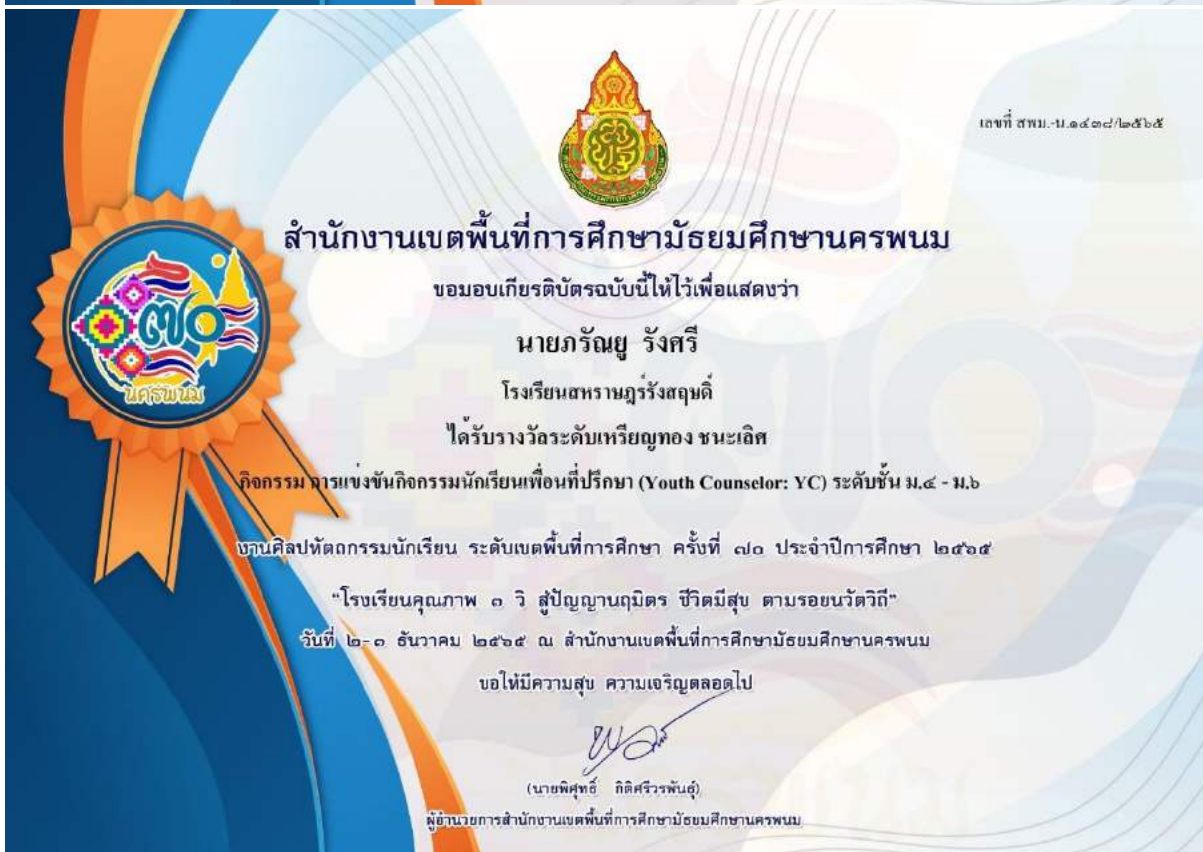 เลขที่ สพม.-น.๑๔๓๘/๒๕๖๕
สำนักงานเขตพื้นที่การศึกษามัธยมศึกษานครพนม
ขอมอบเกียรติบัตรฉบับนี้ให้ไว้เพื่อแสดงว่า
นายภรัณยู รังศรี
โรงเรียนสหราษฎร์รังสฤษดิ์
ได้รับรางวัลระดับเหรียญทอง ชนะเลิศ
กิจกรรม การแข่งขันกิจกรรมนักเรียนเพื่อนที่ปรึกษา (Youth Counselor: YC) ระดับชั้น ม.๔ - ม.๖
๗๐
นครพนม
งานศิลปหัตถกรรมนักเรียน ระดับเขตพื้นที่การศึกษา ครั้งที่ ๗๐ ประจำปีการศึกษา ๒๕๖๕
"โรงเรียนคุณภาพ ๓ วิ สู่ปัญญานฤมิตร ชีวิตมีสุข ตามรอยนวัตวิถี"
วันที่ ๒-๓ ธันวาคม ๒๕๖๕ ณ สำนักงานเขตพื้นที่การศึกษามัธยมศึกษานครพนม
ขอให้มีความสุข ความเจริญตลอดไป
(นายพิศุทธิ์ กิติศรีวรพันธุ์)
ผู้อำนวยการสำนักงานเขตพื้นที่การศึกษามัธยมศึกษานครพนม